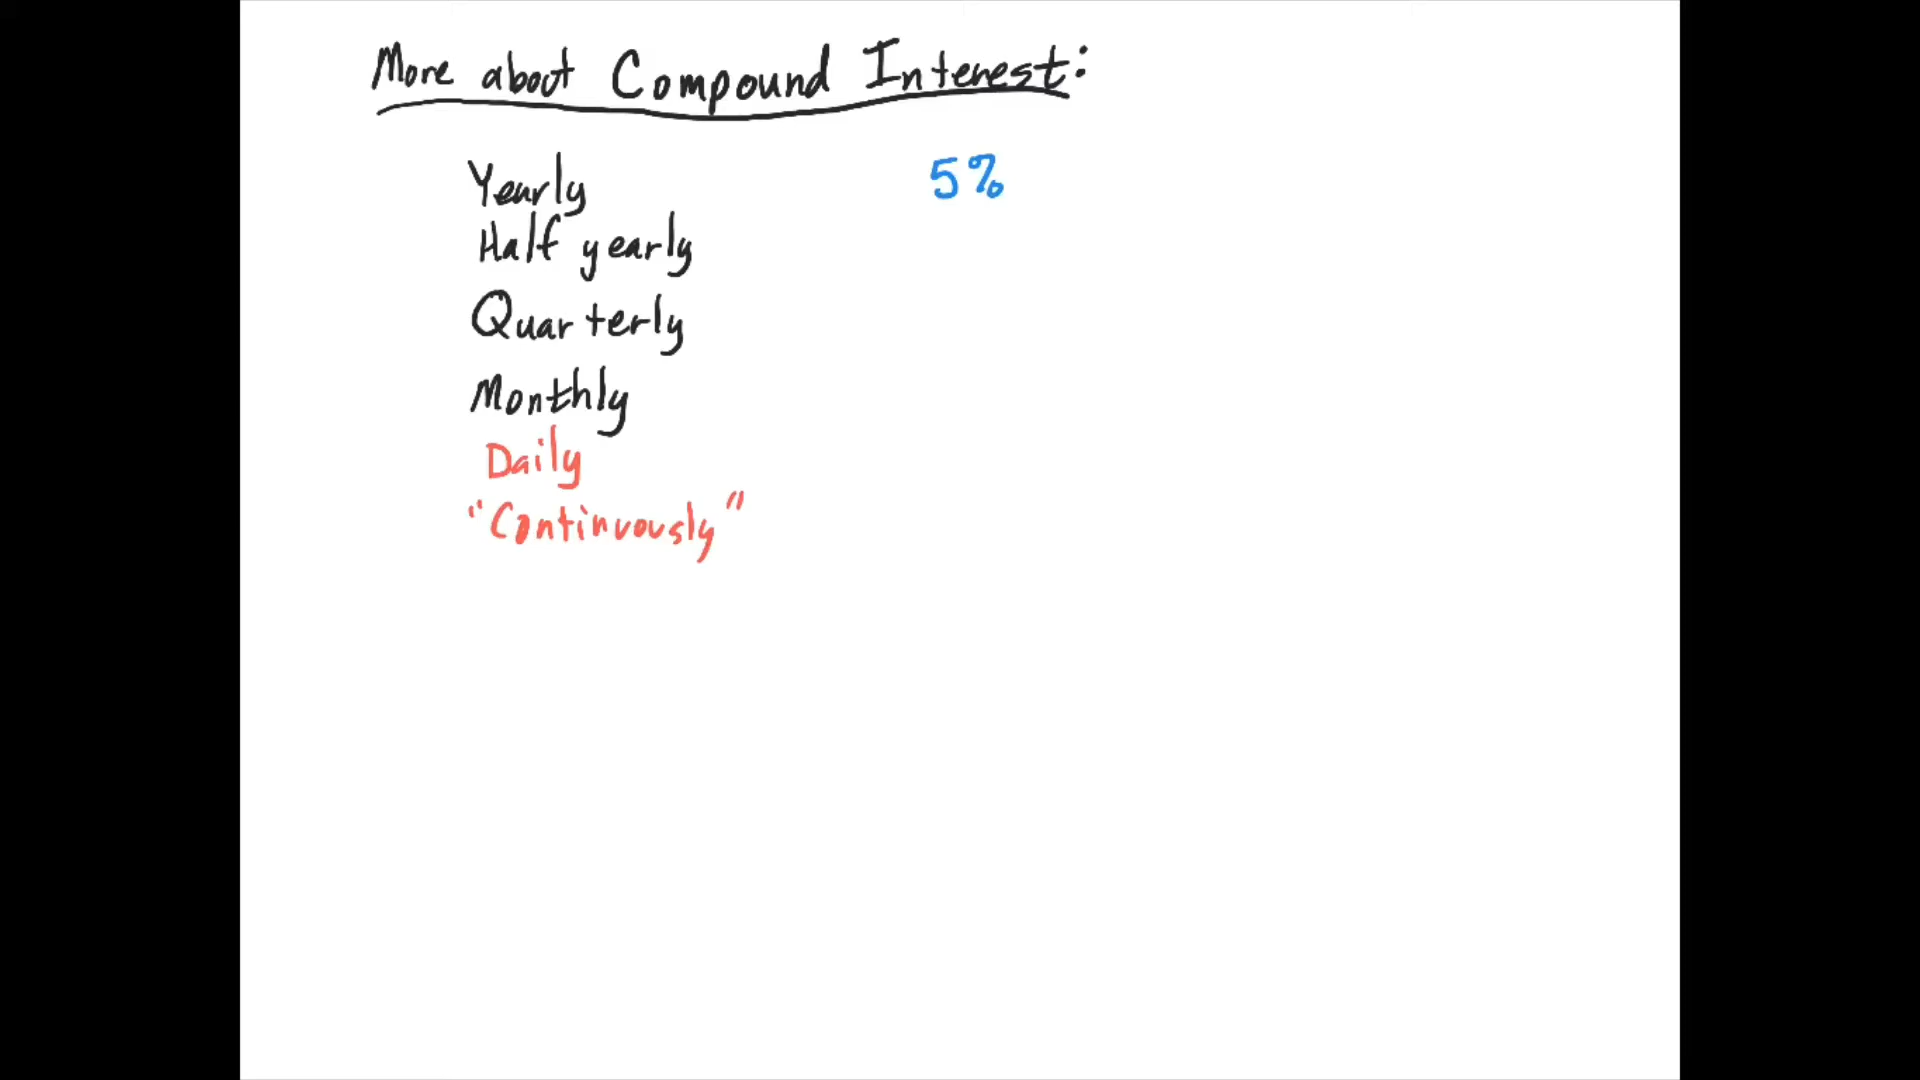 More about Compound Interest:
Yearly 5%
Half yearly
Quarterly
Monthly
Daily
"Continuously"